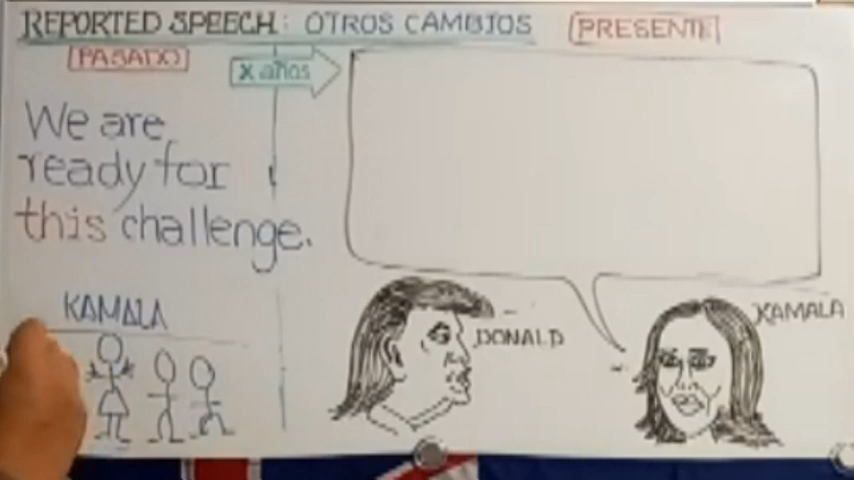 REPORTED SPEECH: OTROS CAMBIOS
PRESENTE
PASADO
X años
We are
ready for
this challenge.
KAMALA
DONALD
KAMALA